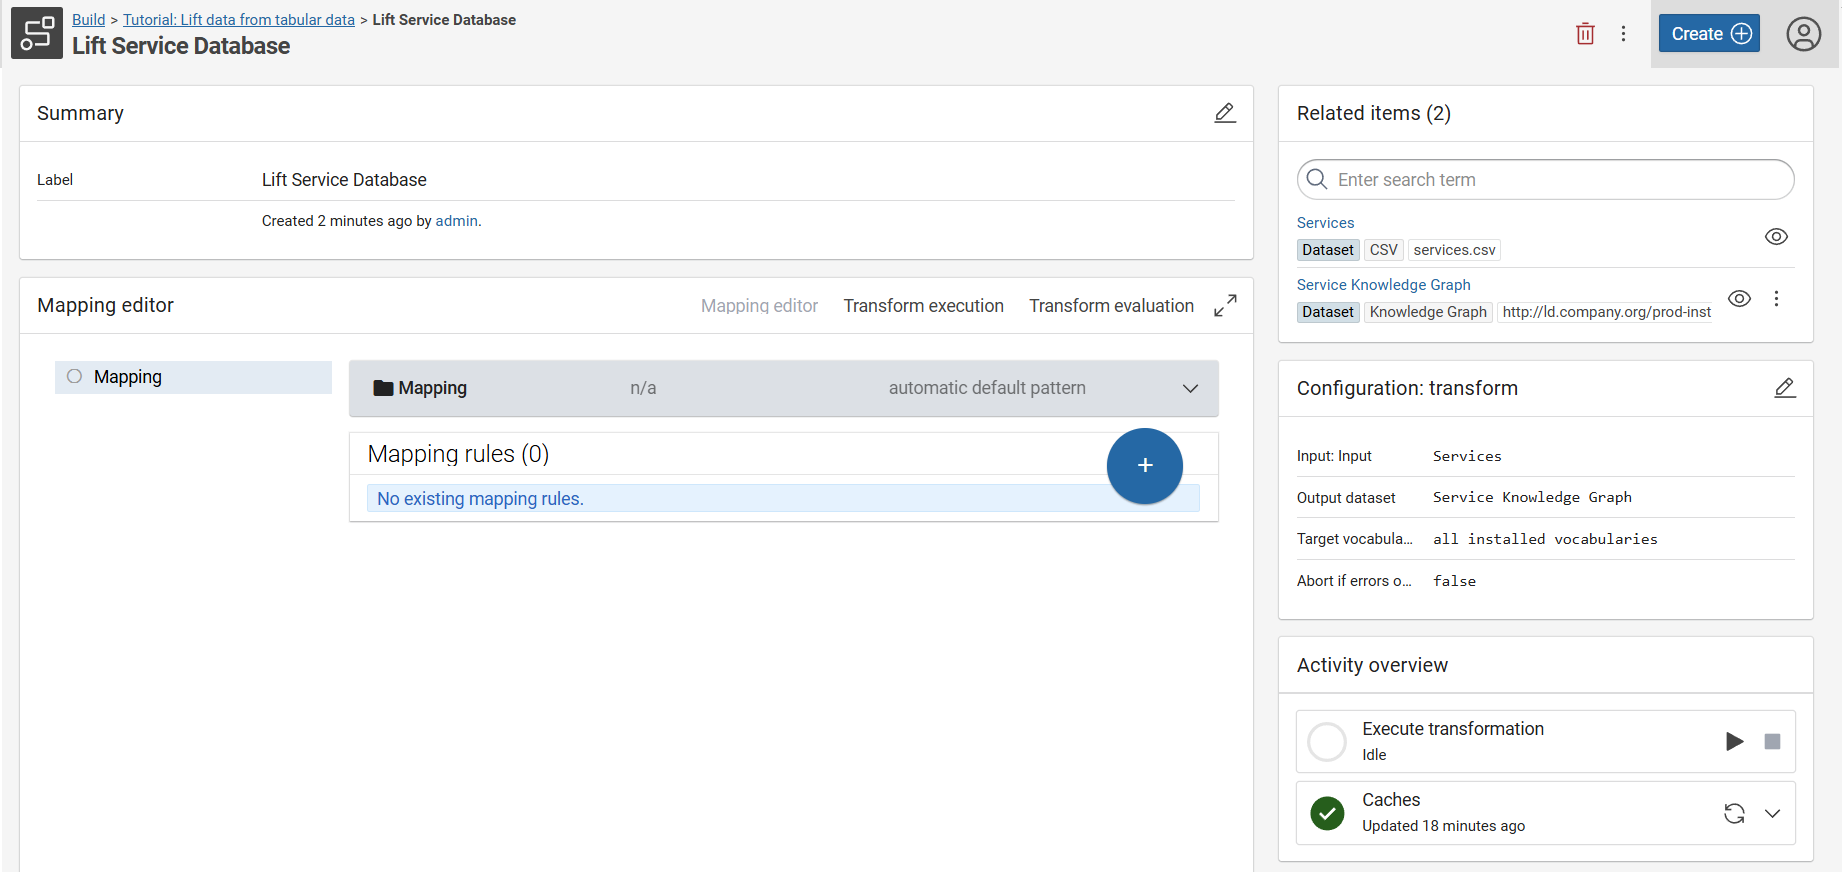 Build > Tutorial: Lift data from tabular data > Lift Service Database
Lift Service Database
Create
Summary
Label
Lift Service Database
Created 2 minutes ago by admin.
Mapping editor
Mapping editor
Transform execution
Transform evaluation
Mapping
Mapping
n/a
automatic default pattern
Mapping rules (0)
No existing mapping rules.
Related items (2)
Enter search term
Services
Dataset CSV services.csv
Service Knowledge Graph
Dataset Knowledge Graph http://ld.company.org/prod-inst
Configuration: transform
Input: Input Services
Output dataset Service Knowledge Graph
Target vocabula... all installed vocabularies
Abort if errors o... false
Activity overview
Execute transformation
Idle
Caches
Updated 18 minutes ago